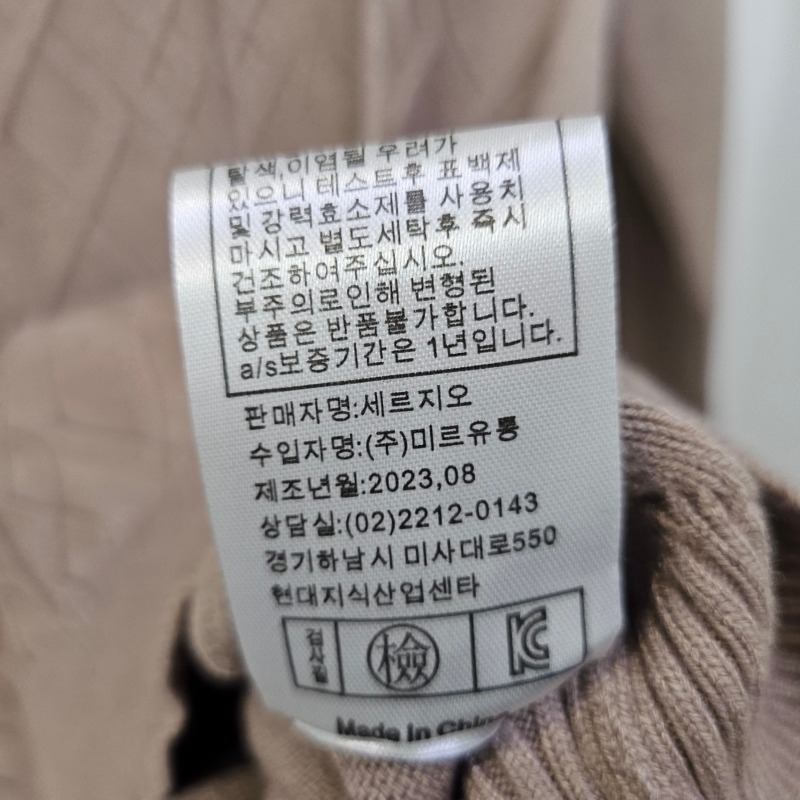 탈색,이염될 우려가
있으니 테스트후 표백제
및 강력효소제를 사용치
마시고 별도세탁후 즉시
건조하여주십시오.
부주의로인해 변형된
상품은 반품불가합니다.
a/s보증기간은 1년입니다.
판매자명:세르지오
수입자명:(주)미르유통
제조년월:2023,08
상담실:(02)2212-0143
경기하남시 미사대로550
현대지식산업센타
검사필 檢 KC
Made in China